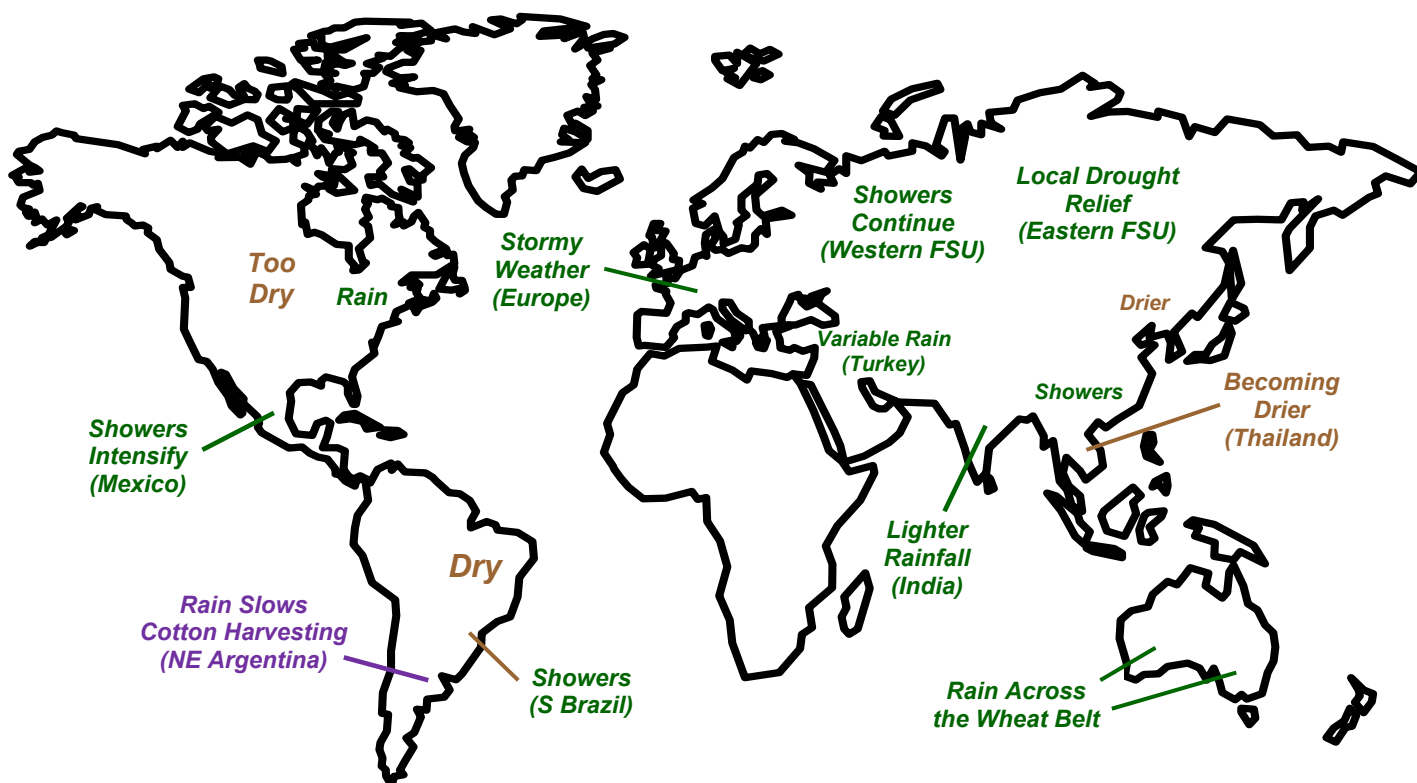 Too
Dry
Rain
Stormy
Weather
(Europe)
Showers
Continue
(Western FSU)
Local Drought
Relief
(Eastern FSU)
Drier
Variable Rain
(Turkey)
Showers
Becoming
Drier
(Thailand)
Showers
Intensify
(Mexico)
Lighter
Rainfall
(India)
Dry
Rain Slows
Cotton Harvesting
(NE Argentina)
Showers
(S Brazil)
Rain Across
the Wheat Belt